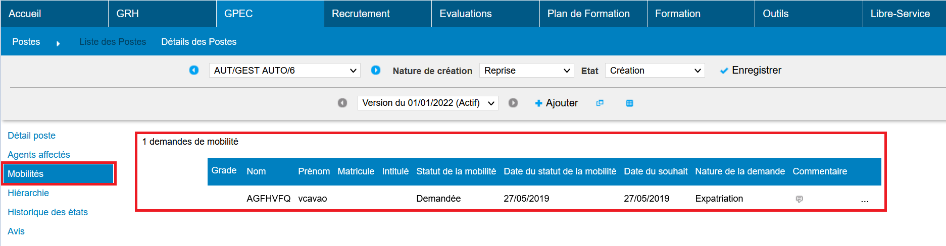 Accueil GRH GPEC Recrutement Evaluations Plan de Formation Formation Outils Libre-Service
Postes Liste des Postes Détails des Postes
AUT/GEST AUTO/6 Nature de création Reprise Etat Création Enregistrer
Version du 01/01/2022 (Actif) Ajouter
Détail poste
Agents affectés
Mobilités
Hiérarchie
Historique des états
Avis
1 demandes de mobilité
Grade Nom Prénom Matricule Intitulé Statut de la mobilité Date du statut de la mobilité Date du souhait Nature de la demande Commentaire
AGFHVFQ vcavao Demandée 27/05/2019 27/05/2019 Expatriation ...